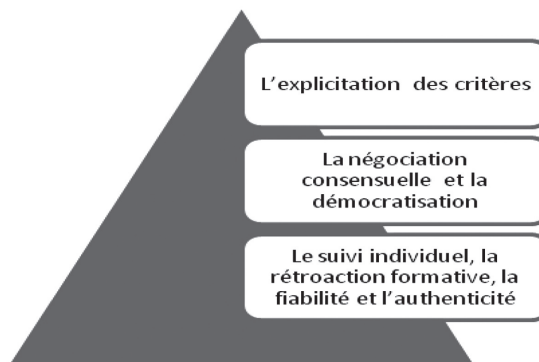 L’explicitation des critères
La négociation
consensuelle et la
démocratisation
Le suivi individuel, la
rétroaction formative, la
fiabilité et l’authenticité